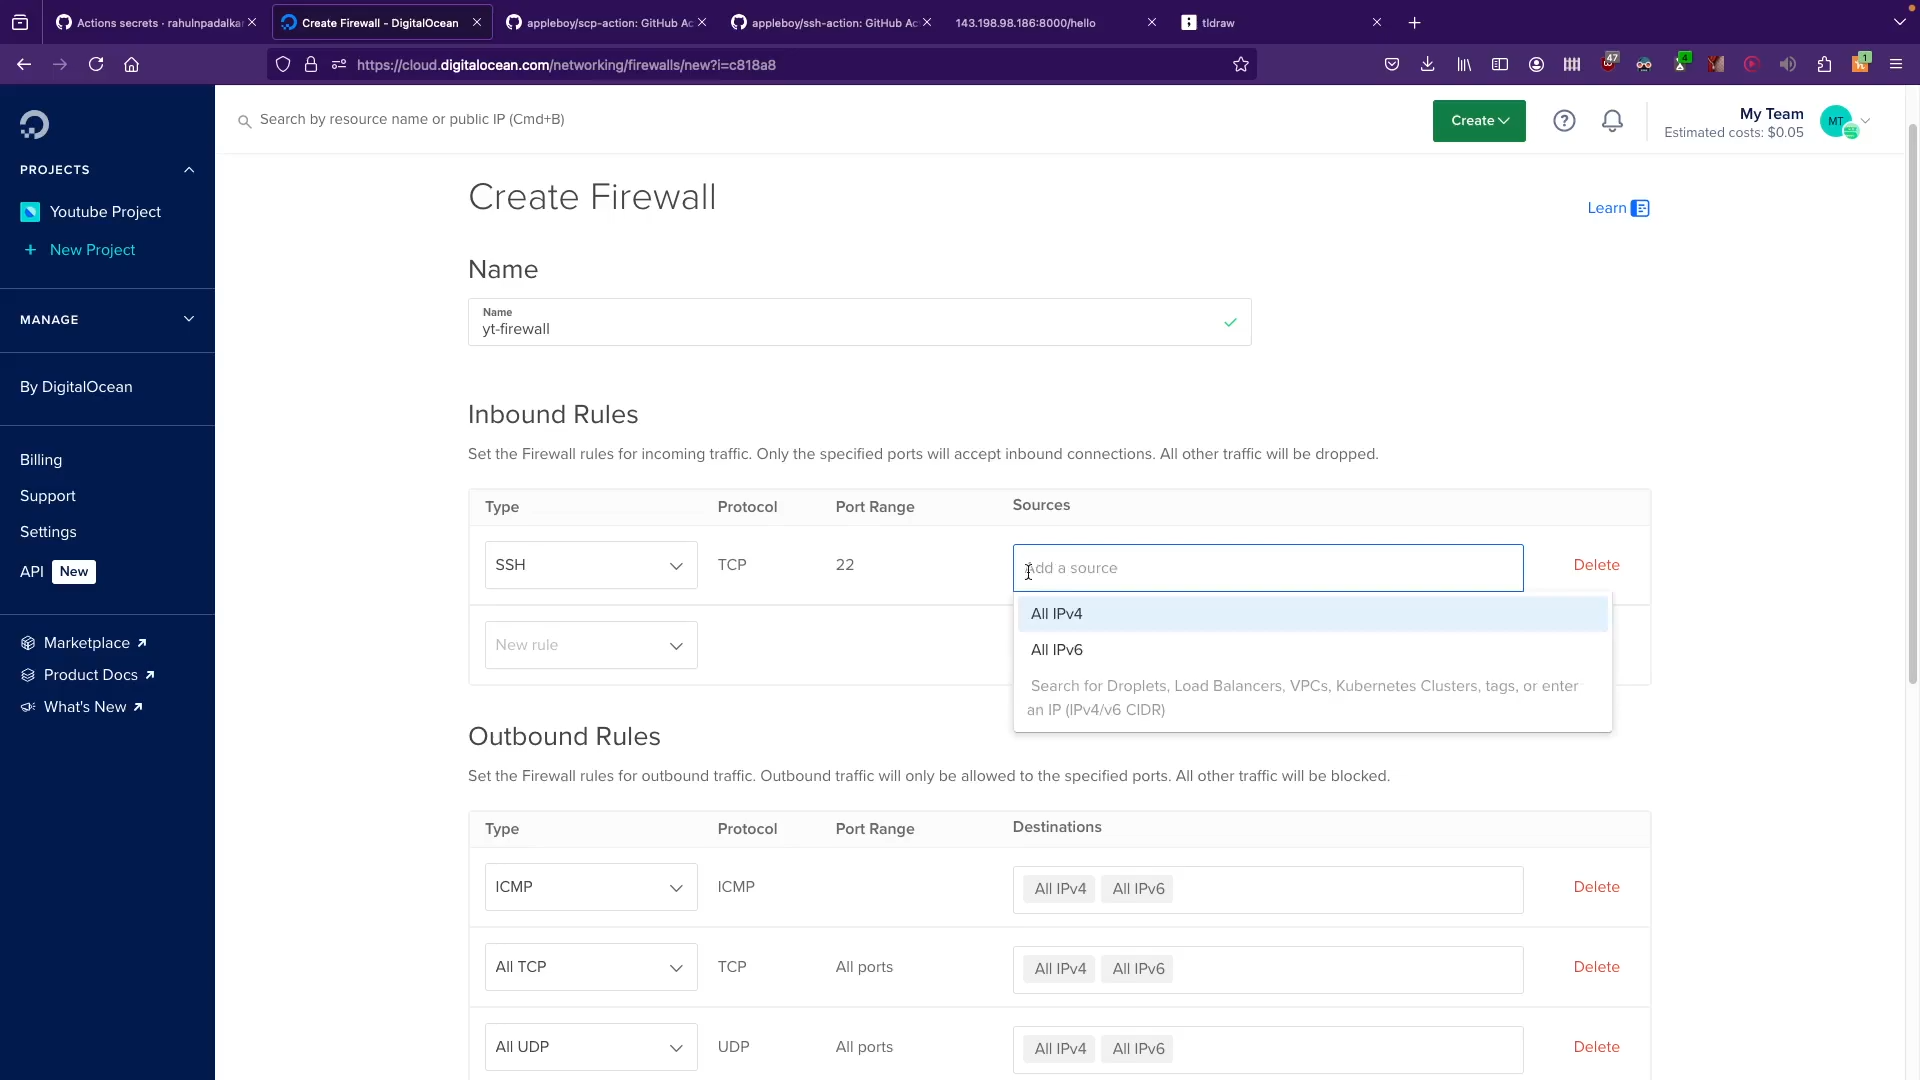 Actions secrets · rahulnpadalka
Create Firewall - DigitalOcean
appleboy/scp-action: GitHub Ac
appleboy/ssh-action: GitHub Ac
143.198.98.186:8000/hello
tldraw
https://cloud.digitalocean.com/networking/firewalls/new?i=c818a8
47
4
1
Search by resource name or public IP (Cmd+B)
Create
My Team
Estimated costs: $0.05
MT
PROJECTS
Youtube Project
+ New Project
MANAGE
By DigitalOcean
Billing
Support
Settings
API New
Marketplace
Product Docs
What's New
Create Firewall
Learn
Name
Name
yt-firewall
Inbound Rules
Set the Firewall rules for incoming traffic. Only the specified ports will accept inbound connections. All other traffic will be dropped.
Type Protocol Port Range Sources
SSH TCP 22 Add a source Delete
All IPv4
All IPv6
Search for Droplets, Load Balancers, VPCs, Kubernetes Clusters, tags, or enter
an IP (IPv4/v6 CIDR)
New rule
Outbound Rules
Set the Firewall rules for outbound traffic. Outbound traffic will only be allowed to the specified ports. All other traffic will be blocked.
Type Protocol Port Range Destinations
ICMP ICMP All IPv4 All IPv6 Delete
All TCP TCP All ports All IPv4 All IPv6 Delete
All UDP UDP All ports All IPv4 All IPv6 Delete